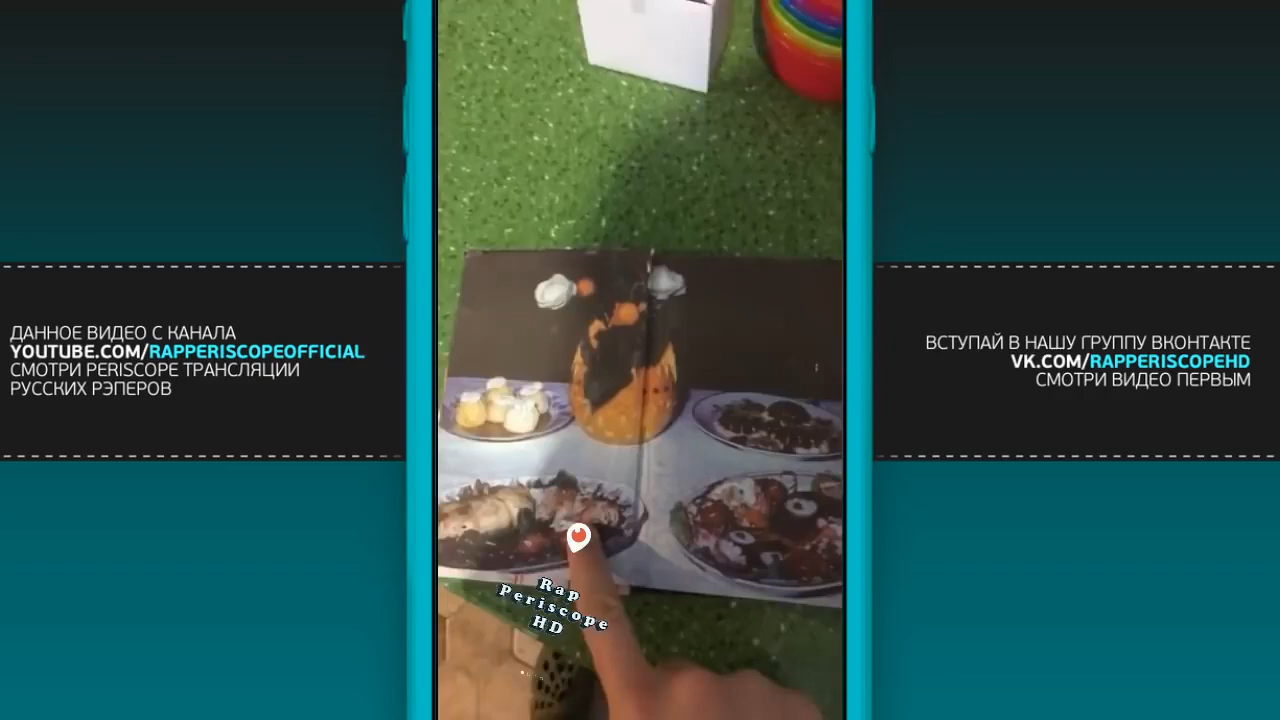 ДАННОЕ ВИДЕО С КАНАЛА
YOUTUBE.COM/RAPPERISCOPEOFFICIAL
СМОТРИ PERISCOPE ТРАНСЛЯЦИИ
РУССКИХ РЭПЕРОВ
ВСТУПАЙ В НАШУ ГРУППУ ВКОНТАКТЕ
VK.COM/RAPPERISCOPEHD
СМОТРИ ВИДЕО ПЕРВЫМ
Rap
Periscope
HD